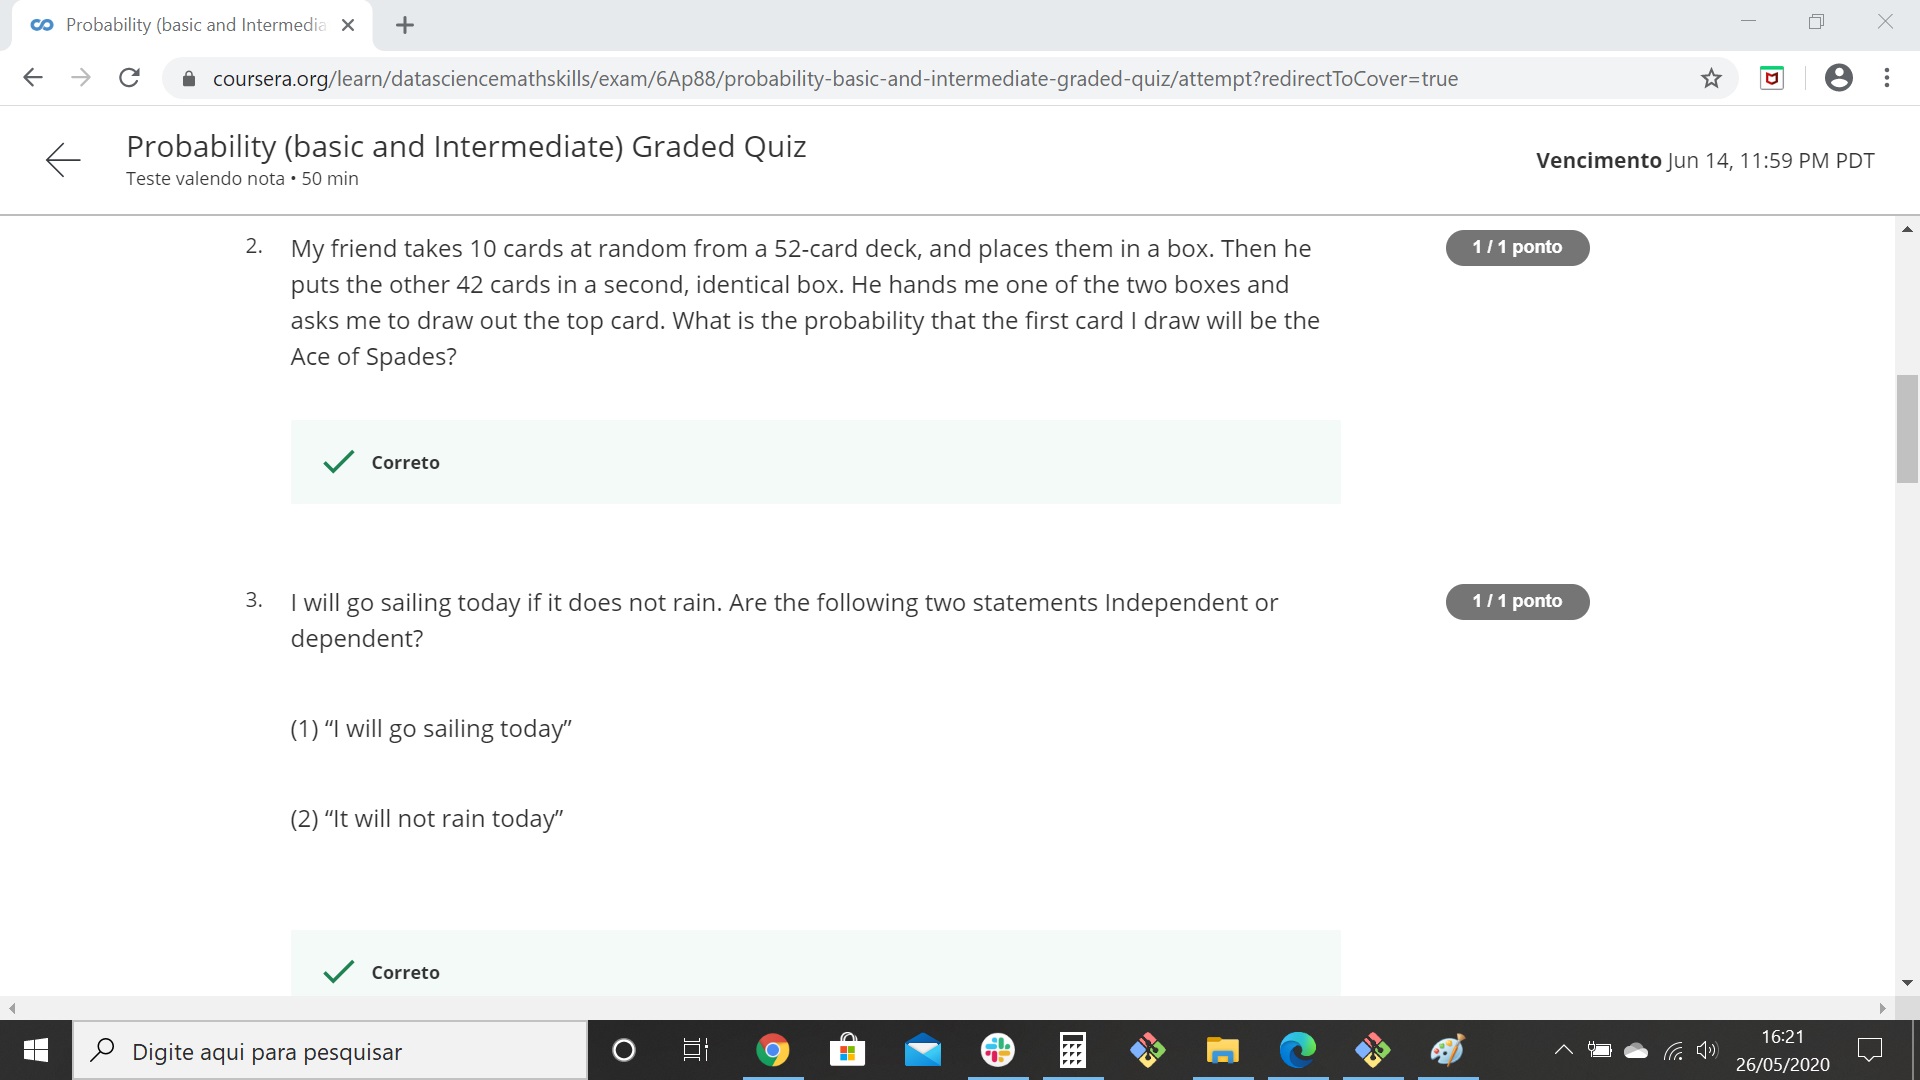 Probability (basic and Intermedia
coursera.org/learn/datasciencemathskills/exam/6Ap88/probability-basic-and-intermediate-graded-quiz/attempt?redirectToCover=true
Probability (basic and Intermediate) Graded Quiz
Teste valendo nota • 50 min
Vencimento Jun 14, 11:59 PM PDT
2. My friend takes 10 cards at random from a 52-card deck, and places them in a box. Then he
puts the other 42 cards in a second, identical box. He hands me one of the two boxes and
asks me to draw out the top card. What is the probability that the first card I draw will be the
Ace of Spades?
1 / 1 ponto
Correto
3. I will go sailing today if it does not rain. Are the following two statements Independent or
dependent?
1 / 1 ponto
(1) “I will go sailing today”
(2) “It will not rain today”
Correto
Digite aqui para pesquisar
16:21
26/05/2020